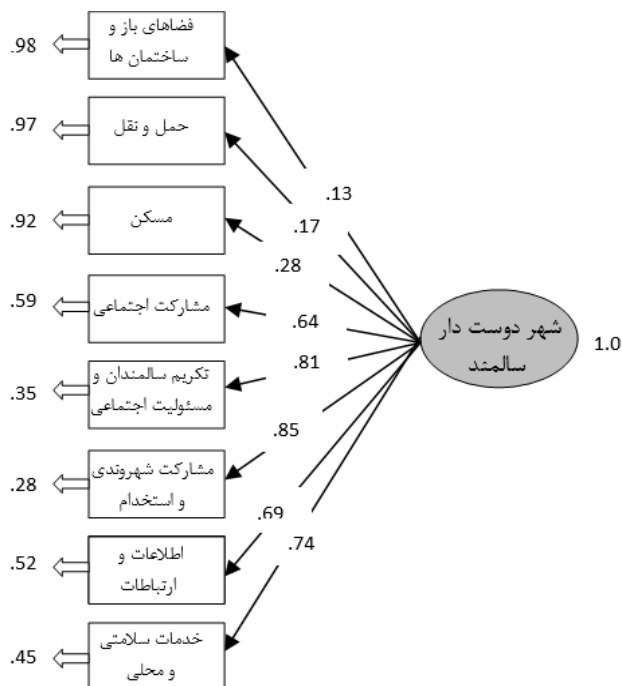 فضاهای باز و
ساختمان ها
.98
حمل و نقل
.97
.13
مسکن
.92
.17
.28
مشارکت اجتماعی
.59
.64
شهر دوست دار
سالمند
1.0
تکریم سالمندان و
مسئولیت اجتماعی
.35
.81
مشارکت شهروندی
و استخدام
.28
.85
اطلاعات و
ارتباطات
.52
.69
.74
خدمات سلامتی
و محلی
.45